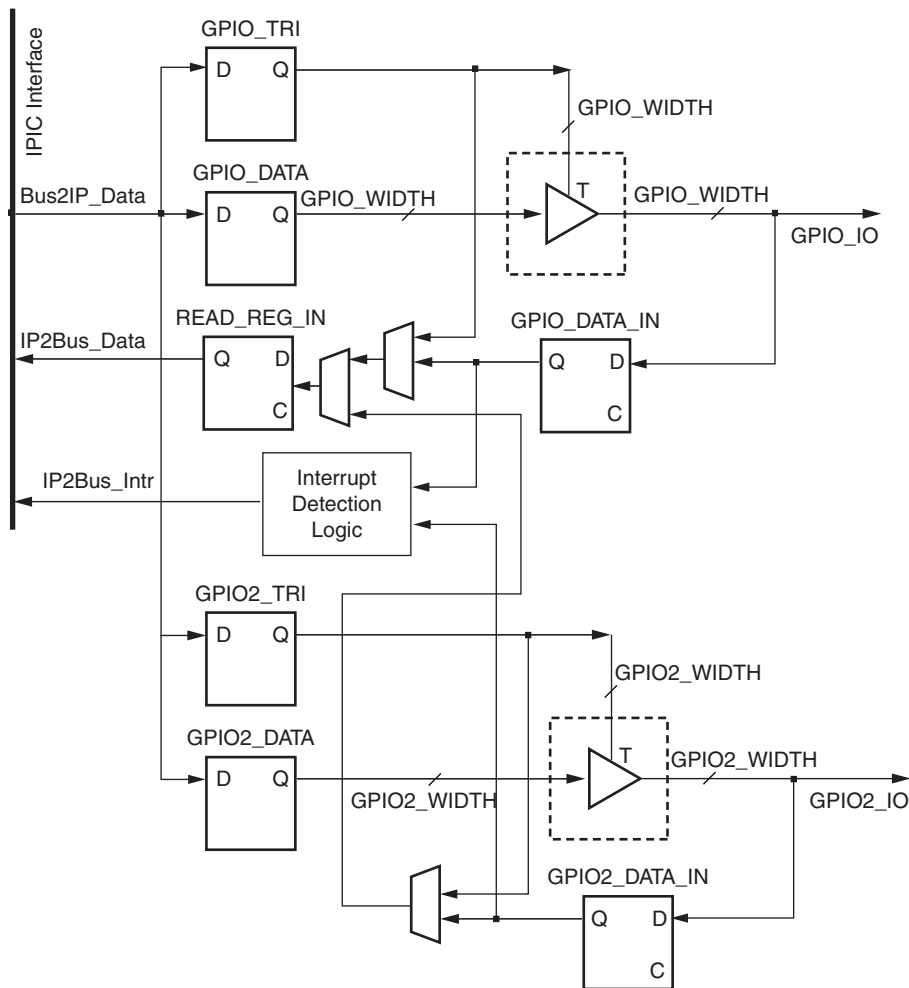 GPIO_TRI
IPIC Interface
D Q
GPIO_WIDTH
GPIO_DATA
T
Bus2IP_Data
D Q
GPIO_WIDTH
GPIO_WIDTH
GPIO_IO
READ_REG_IN
GPIO_DATA_IN
IP2Bus_Data
Q D
C
Q D
C
IP2Bus_Intr
Interrupt
Detection
Logic
GPIO2_TRI
D Q
GPIO2_WIDTH
GPIO2_DATA
T
D Q
GPIO2_WIDTH
GPIO2_WIDTH
GPIO2_IO
GPIO2_DATA_IN
Q D
C